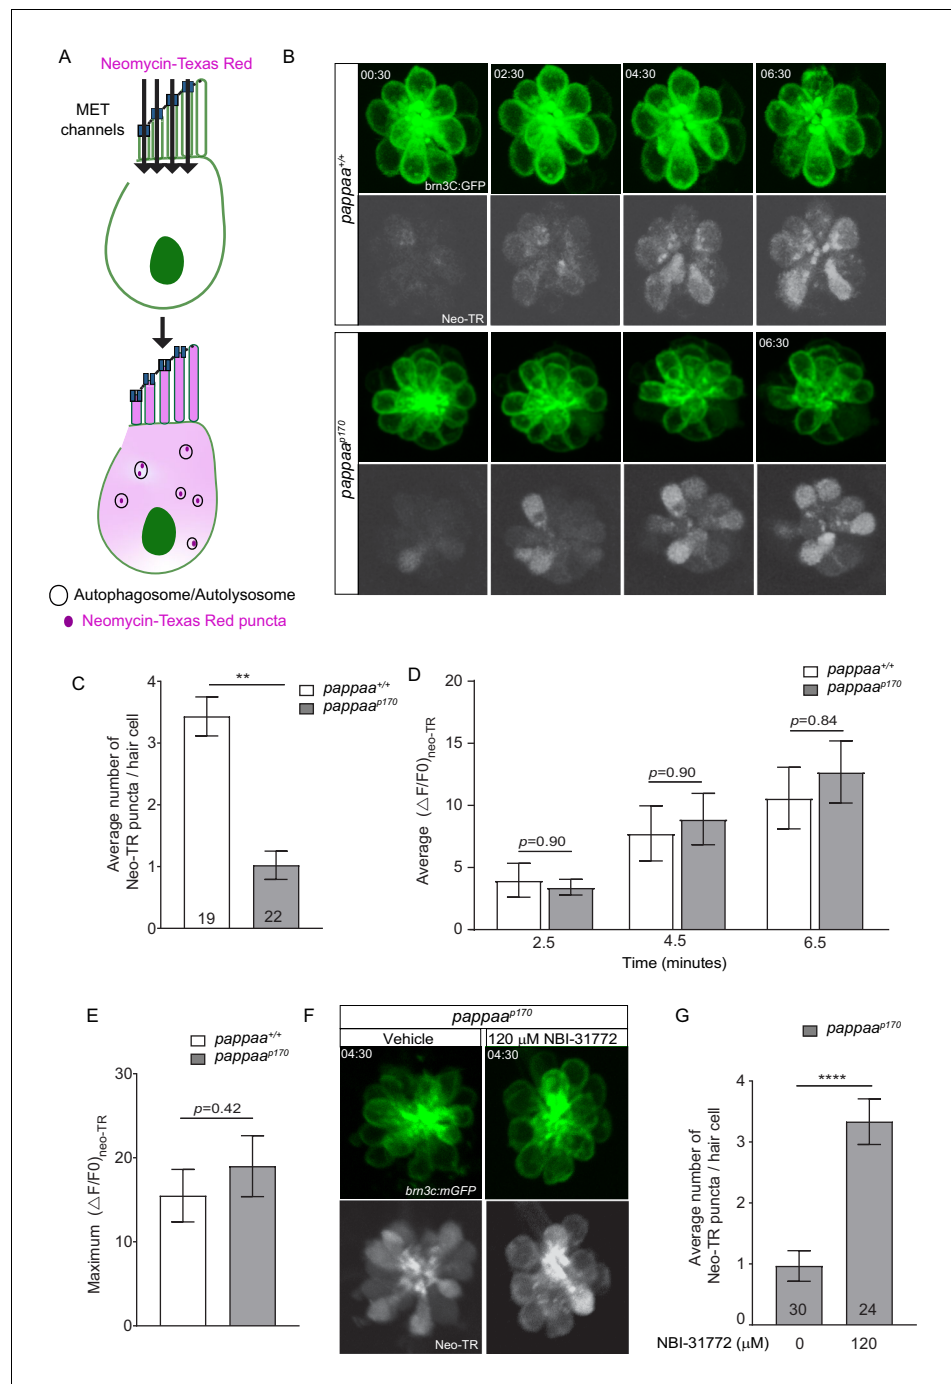 A
Neomycin-Texas Red
MET
channels
Autophagosome/Autolysosome
Neomycin-Texas Red puncta
B
pappaa+/+
00:30
02:30
04:30
06:30
brn3C:GFP
Neo-TR
pappaap170
06:30
C
Average number of
Neo-TR puncta / hair cell
4
3
2
1
0
**
pappaa+/+
pappaap170
19
22
D
Average (△F/F0)neo-TR
20
15
10
5
0
pappaa+/+
pappaap170
p=0.90
p=0.90
p=0.84
2.5
4.5
6.5
Time (minutes)
E
pappaa+/+
pappaap170
Maximum (△F/F0)neo-TR
30
20
10
0
p=0.42
F
pappaap170
Vehicle
120 µM NBI-31772
04:30
04:30
brn3c:mGFP
Neo-TR
G
pappaap170
Average number of
Neo-TR puncta / hair cell
4
3
2
1
0
****
30
24
NBI-31772 (µM)
0
120